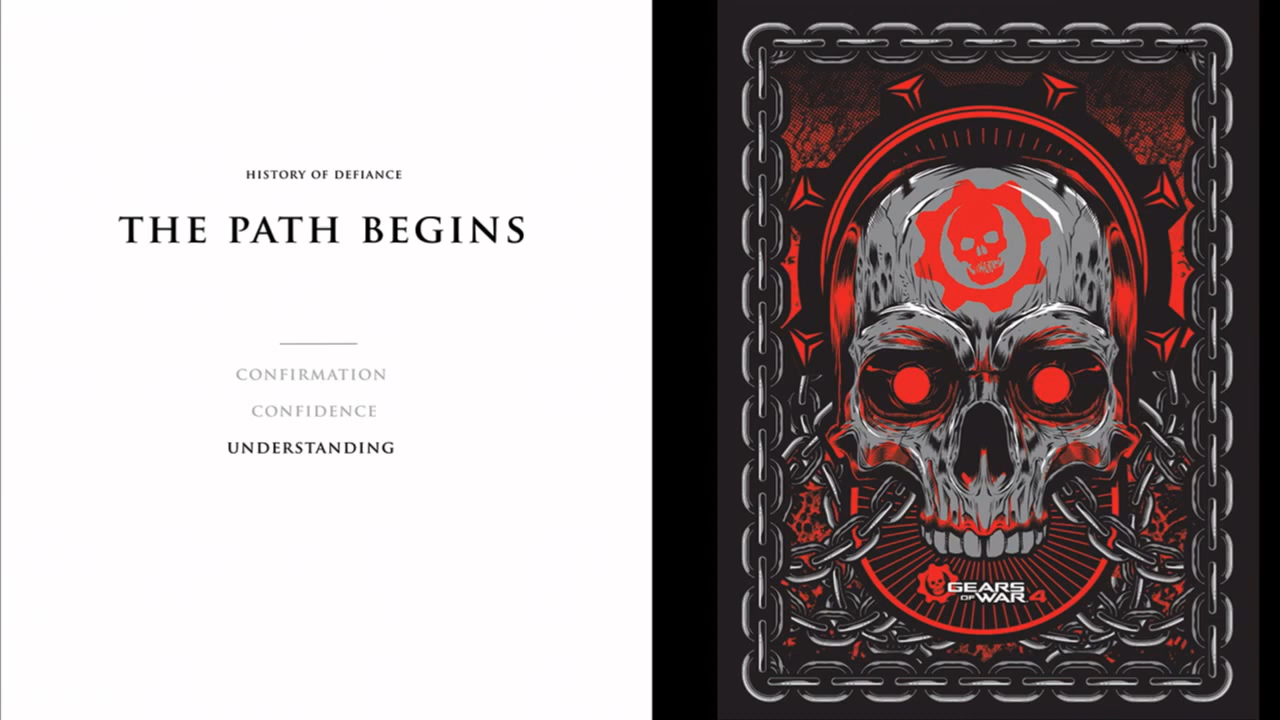 HISTORY OF DEFIANCE
THE PATH BEGINS
CONFIRMATION
CONFIDENCE
UNDERSTANDING
GEARS
OF WAR 4